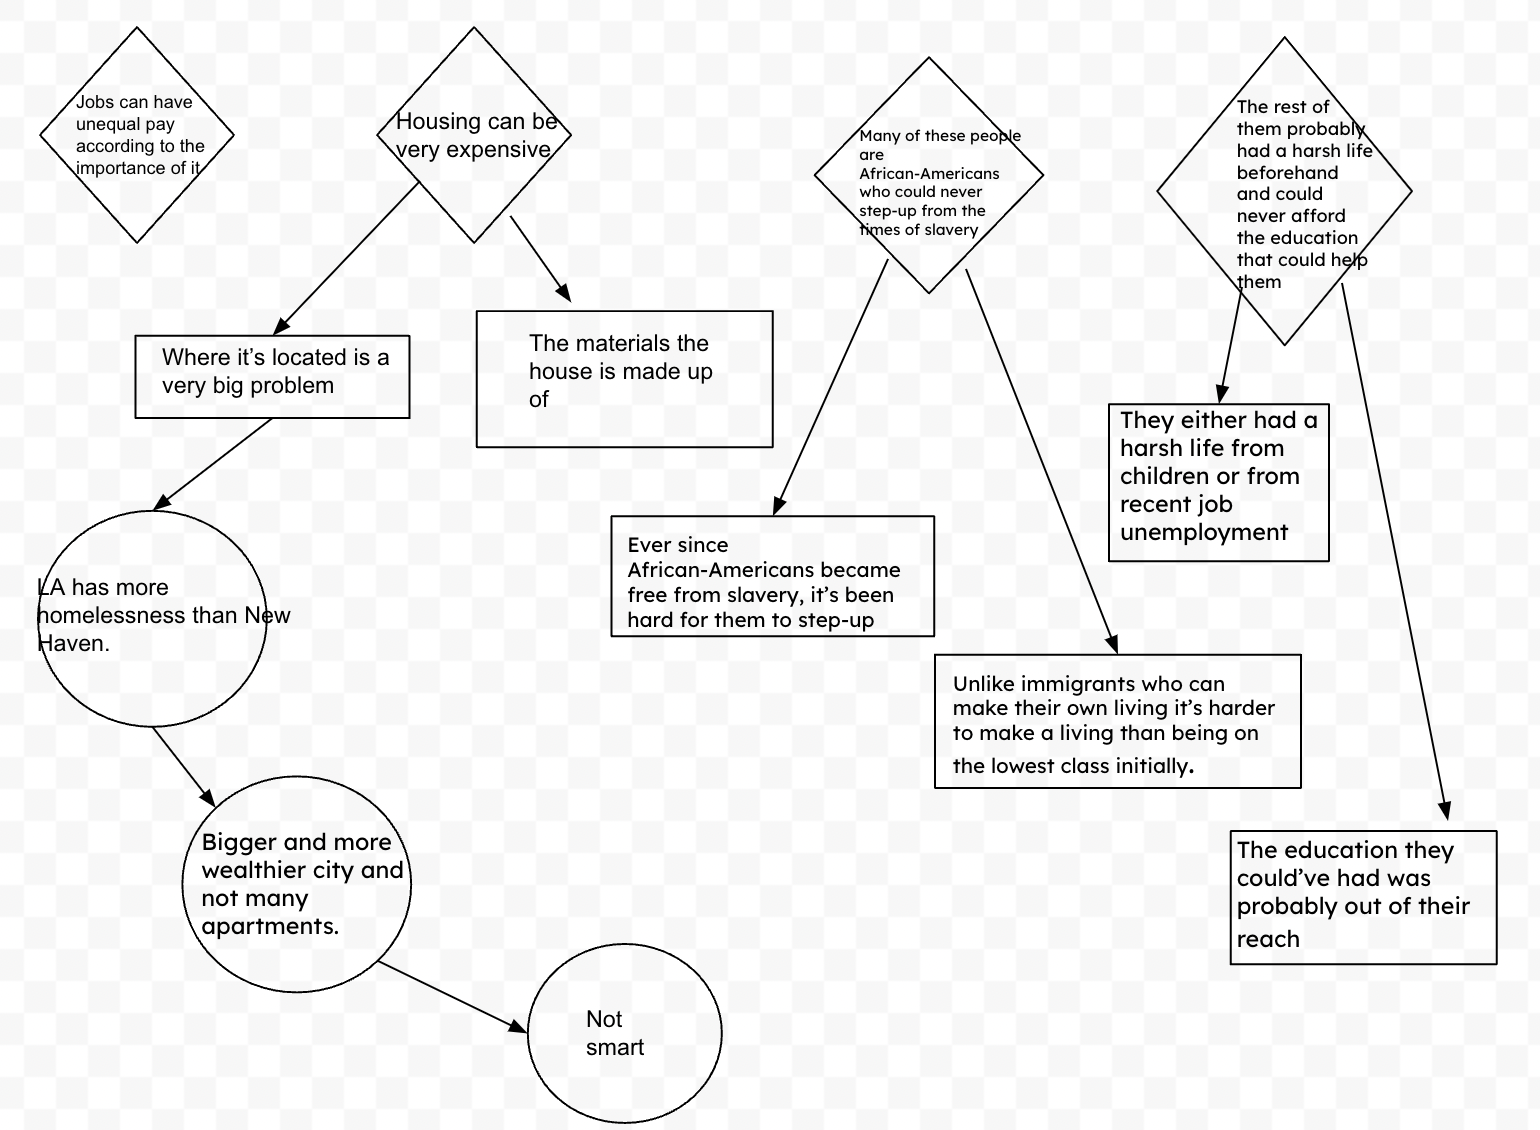 Jobs can have
unequal pay
according to the
importance of it
Housing can be
very expensive
Many of these people
are
African-Americans
who could never
step-up from the
times of slavery
The rest of
them probably
had a harsh life
beforehand
and could
never afford
the education
that could help
them
Where it’s located is a
very big problem
The materials the
house is made up
of
They either had a
harsh life from
children or from
recent job
unemployment
Ever since
African-Americans became
free from slavery, it’s been
hard for them to step-up
LA has more
homelessness than New
Haven.
Unlike immigrants who can
make their own living it’s harder
to make a living than being on
the lowest class initially.
Bigger and more
wealthier city and
not many
apartments.
The education they
could’ve had was
probably out of their
reach
Not
smart